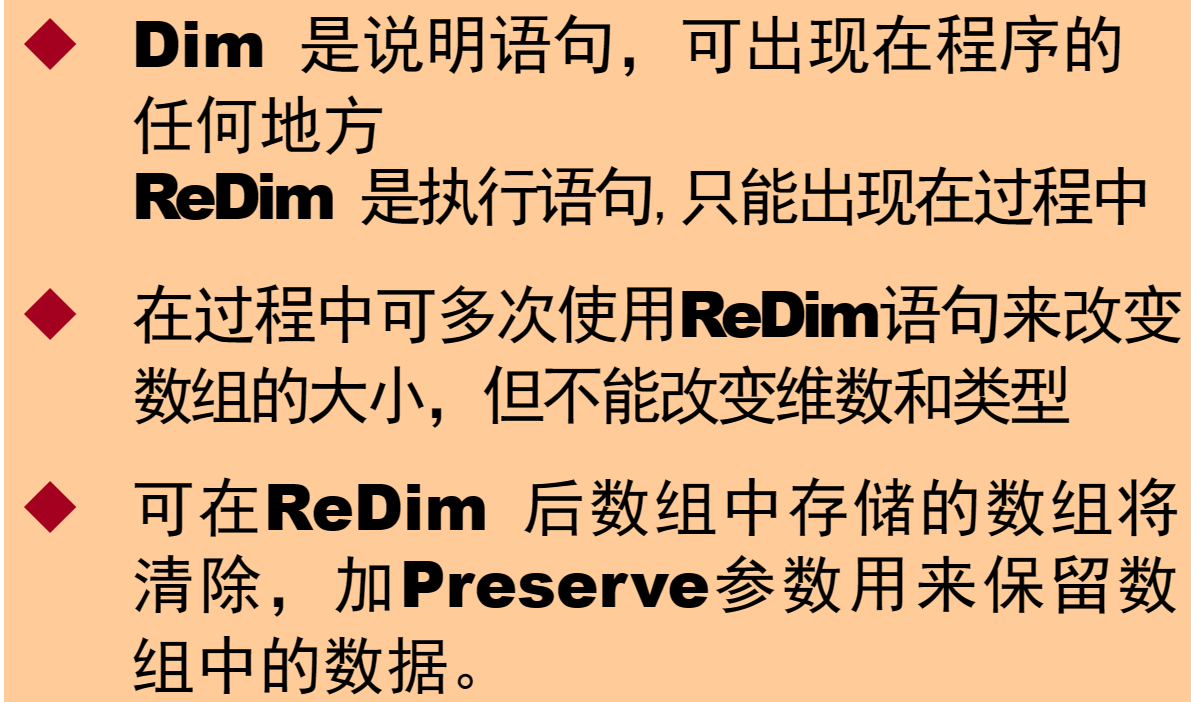 Dim 是说明语句，可出现在程序的
任何地方
ReDim 是执行语句,只能出现在过程中
在过程中可多次使用ReDim语句来改变
数组的大小，但不能改变维数和类型
可在ReDim 后数组中存储的数组将
清除，加Preserve参数用来保留数
组中的数据。